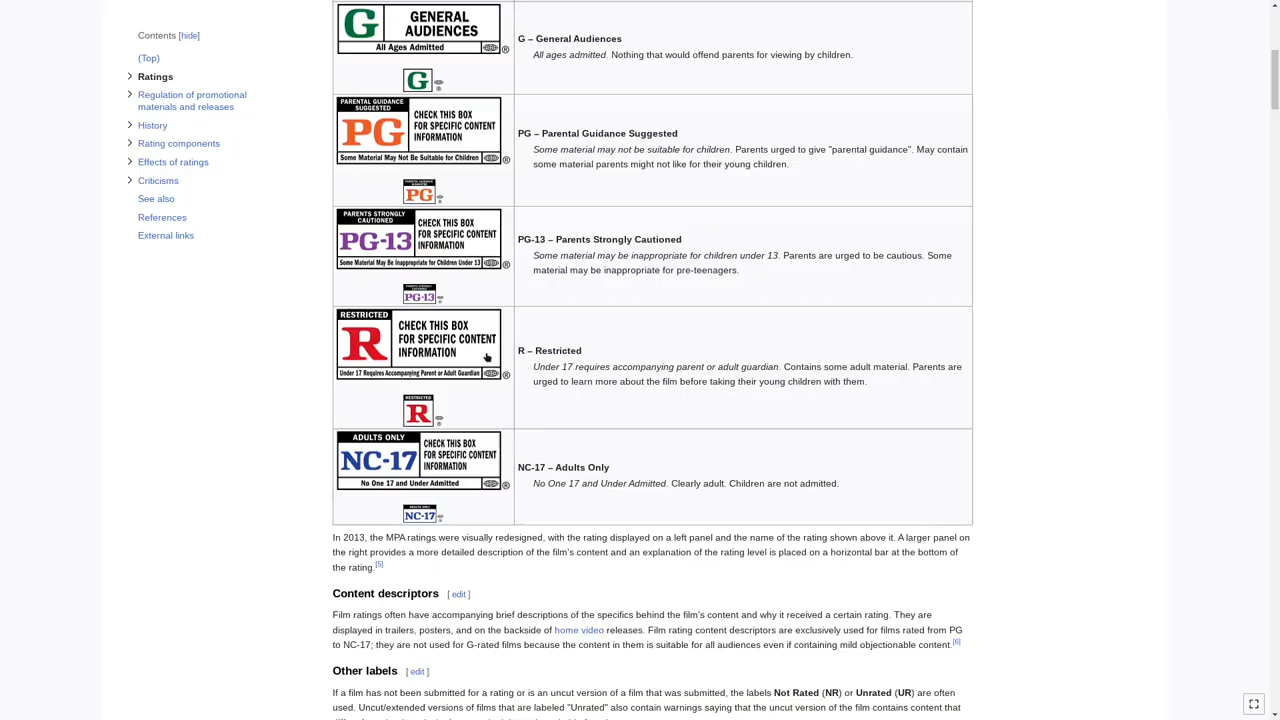 Contents [hide]
(Top)
Ratings
Regulation of promotional
materials and releases
History
Rating components
Effects of ratings
Criticisms
See also
References
External links
G
GENERAL
AUDIENCES
All Ages Admitted
®
G
®
G – General Audiences
All ages admitted. Nothing that would offend parents for viewing by children.
PARENTAL GUIDANCE
SUGGESTED
PG
CHECK THIS BOX
FOR SPECIFIC CONTENT
INFORMATION
Some Material May Not Be Suitable for Children
®
PARENTAL GUIDANCE SUGGESTED
PG
PG – Parental Guidance Suggested
Some material may not be suitable for children. Parents urged to give "parental guidance". May contain
some material parents might not like for their young children.
PARENTS STRONGLY
CAUTIONED
PG-13
CHECK THIS BOX
FOR SPECIFIC CONTENT
INFORMATION
Some Material May Be Inappropriate for Children Under 13
®
PARENTS STRONGLY
CAUTIONED
PG-13
PG-13 – Parents Strongly Cautioned
Some material may be inappropriate for children under 13. Parents are urged to be cautious. Some
material may be inappropriate for pre-teenagers.
RESTRICTED
R
CHECK THIS BOX
FOR SPECIFIC CONTENT
INFORMATION
Under 17 Requires Accompanying Parent or Adult Guardian
®
RESTRICTED
R
®
R – Restricted
Under 17 requires accompanying parent or adult guardian. Contains some adult material. Parents are
urged to learn more about the film before taking their young children with them.
ADULTS ONLY
NC-17
CHECK THIS BOX
FOR SPECIFIC CONTENT
INFORMATION
No One 17 and Under Admitted
®
ADULTS ONLY
NC-17
NC-17 – Adults Only
No One 17 and Under Admitted. Clearly adult. Children are not admitted.
In 2013, the MPA ratings were visually redesigned, with the rating displayed on a left panel and the name of the rating shown above it. A larger panel on
the right provides a more detailed description of the film's content and an explanation of the rating level is placed on a horizontal bar at the bottom of
the rating.[5]
Content descriptors [ edit ]
Film ratings often have accompanying brief descriptions of the specifics behind the film's content and why it received a certain rating. They are
displayed in trailers, posters, and on the backside of home video releases. Film rating content descriptors are exclusively used for films rated from PG
to NC-17; they are not used for G-rated films because the content in them is suitable for all audiences even if containing mild objectionable content.[6]
Other labels [ edit ]
If a film has not been submitted for a rating or is an uncut version of a film that was submitted, the labels Not Rated (NR) or Unrated (UR) are often
used. Uncut/extended versions of films that are labeled "Unrated" also contain warnings saying that the uncut version of the film contains content that